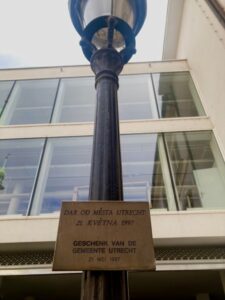 DAR OD MĚSTA UTRECHT
21. KVĚTNA 1997
GESCHENK VAN DE
GEMEENTE UTRECHT
21 MEI 1997